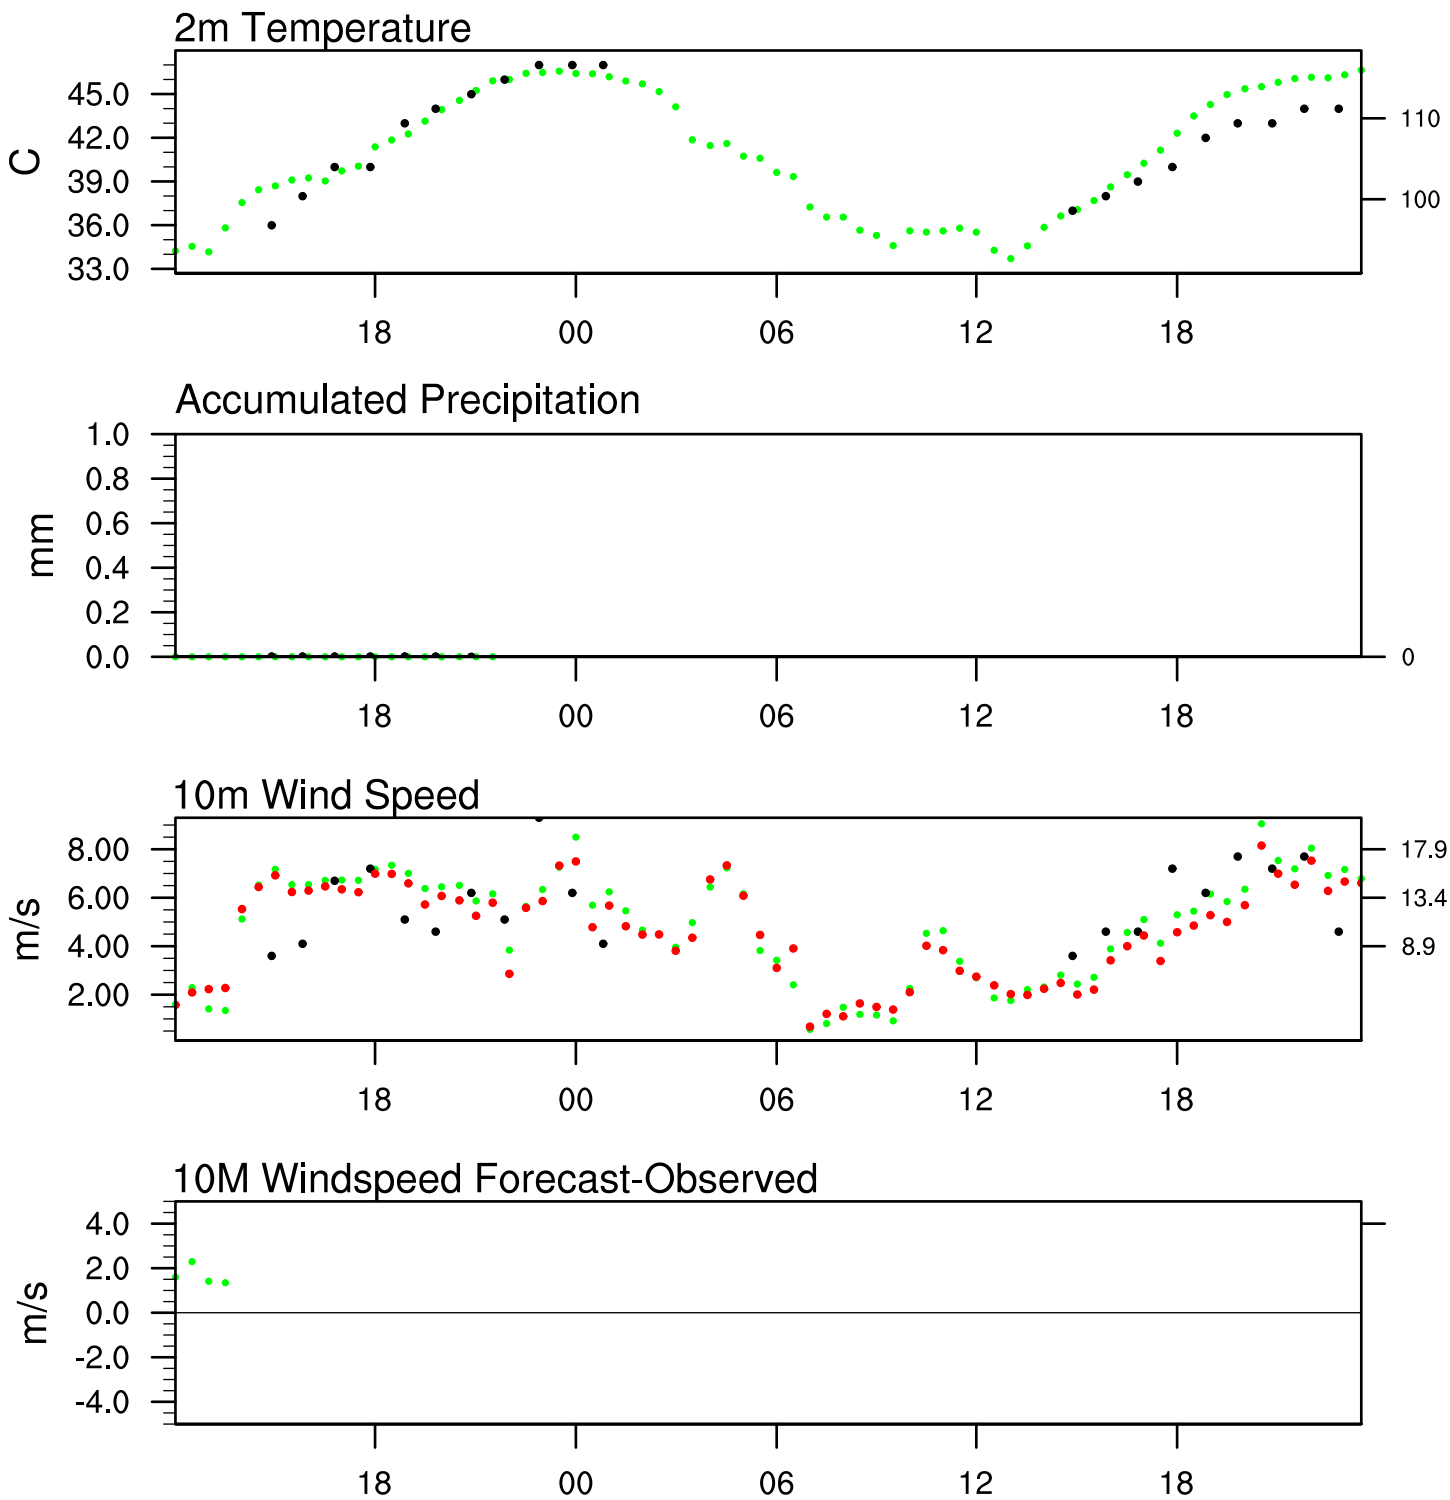 2m Temperature
45.0
42.0
39.0
36.0
33.0
C
110
100
18 00 06 12 18
Accumulated Precipitation
1.0
0.8
0.6
0.4
0.2
0.0
mm
0
18 00 06 12 18
10m Wind Speed
8.00
6.00
4.00
2.00
m/s
17.9
13.4
8.9
18 00 06 12 18
10M Windspeed Forecast-Observed
4.0
2.0
0.0
-2.0
-4.0
m/s
18 00 06 12 18